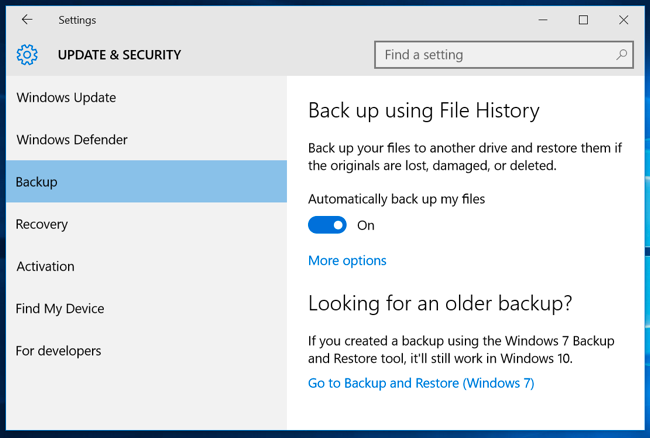 Settings
UPDATE & SECURITY
Find a setting
Windows Update
Windows Defender
Backup
Recovery
Activation
Find My Device
For developers
Back up using File History
Back up your files to another drive and restore them if
the originals are lost, damaged, or deleted.
Automatically back up my files
On
More options
Looking for an older backup?
If you created a backup using the Windows 7 Backup
and Restore tool, it'll still work in Windows 10.
Go to Backup and Restore (Windows 7)